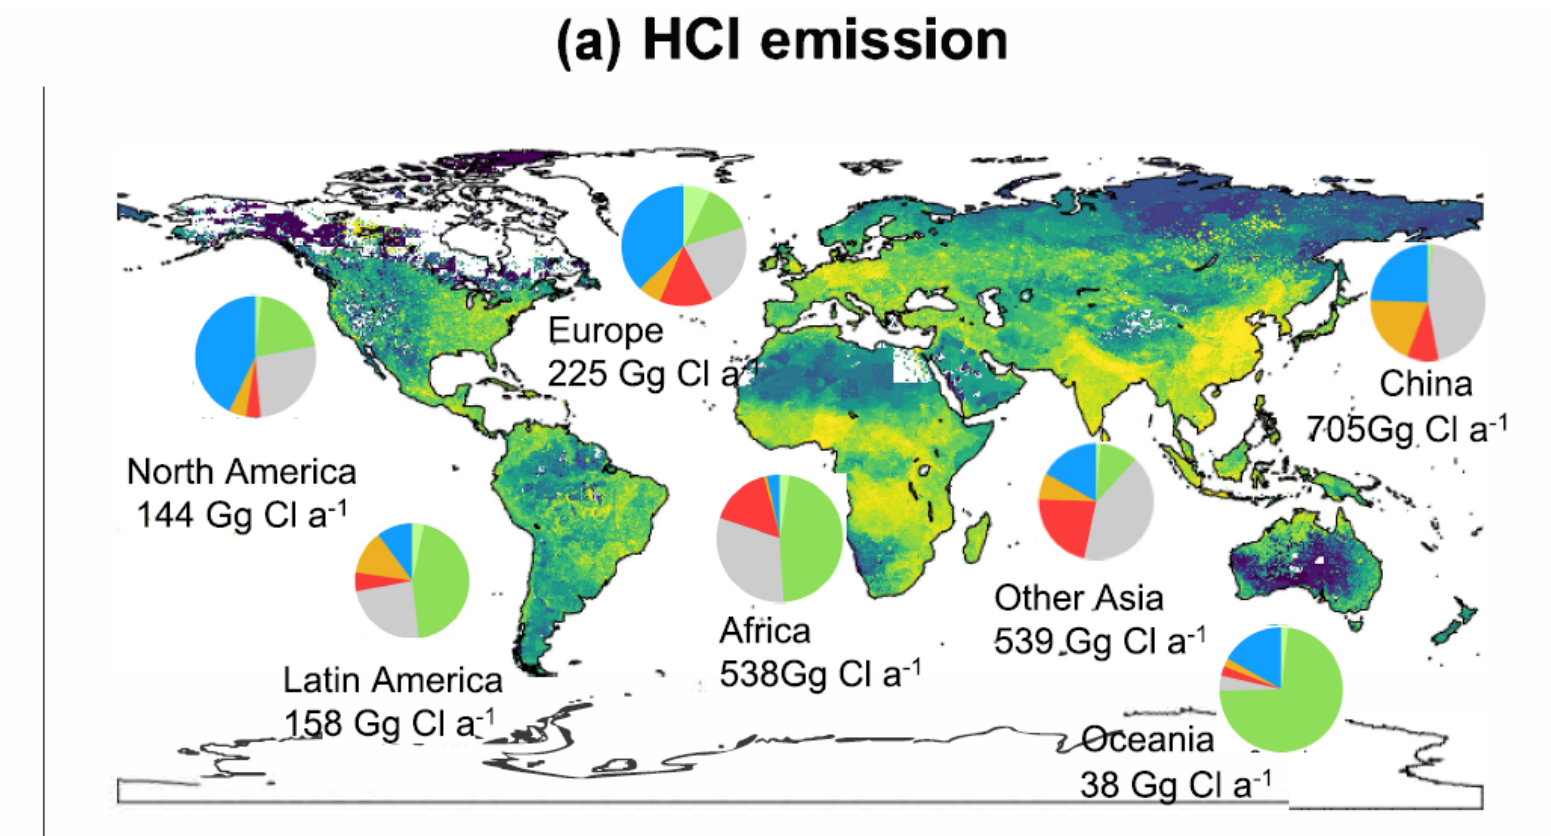 (a) HCl emission
Europe
225 Gg Cl a⁻¹
China
705Gg Cl a⁻¹
North America
144 Gg Cl a⁻¹
Other Asia
539 Gg Cl a⁻¹
Africa
538Gg Cl a⁻¹
Latin America
158 Gg Cl a⁻¹
Oceania
38 Gg Cl a⁻¹